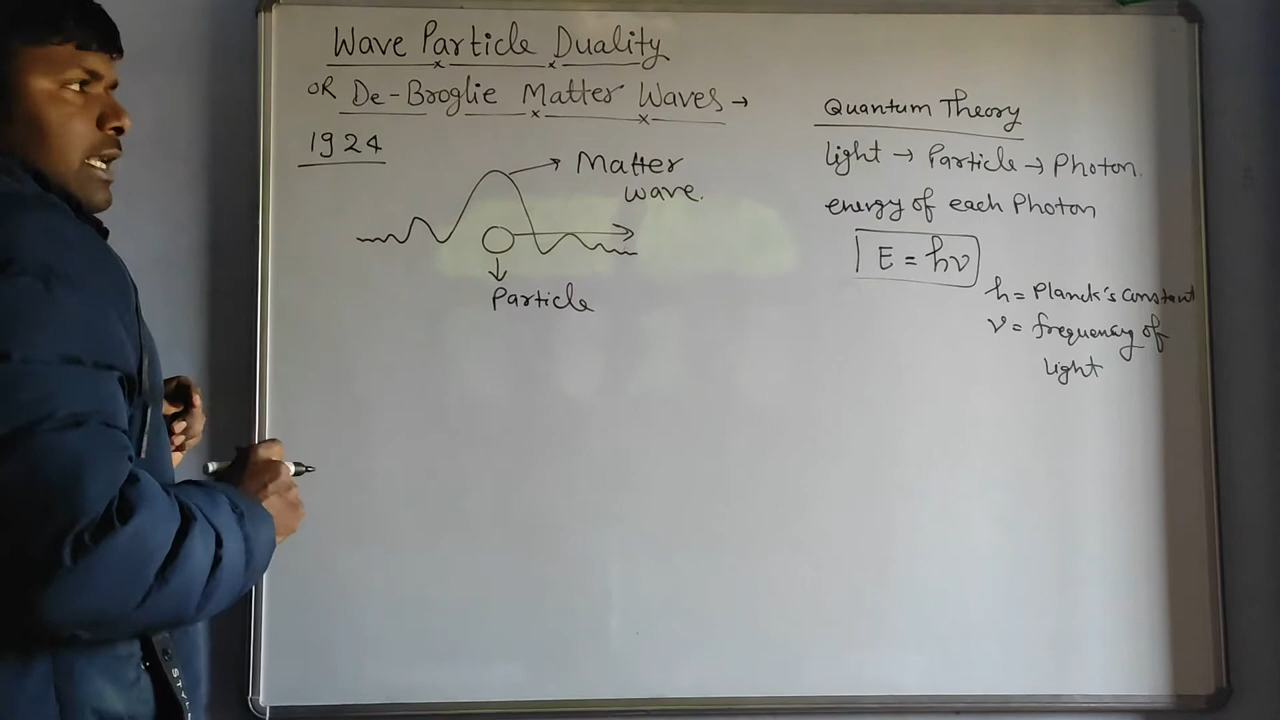 Wave Particle Duality
OR De-Broglie Matter Waves →
1924
Matter
wave.
Particle
Quantum Theory
light → Particle → Photon.
energy of each Photon
E = hν
h = Planck's constant
ν = frequency of
light
STYL